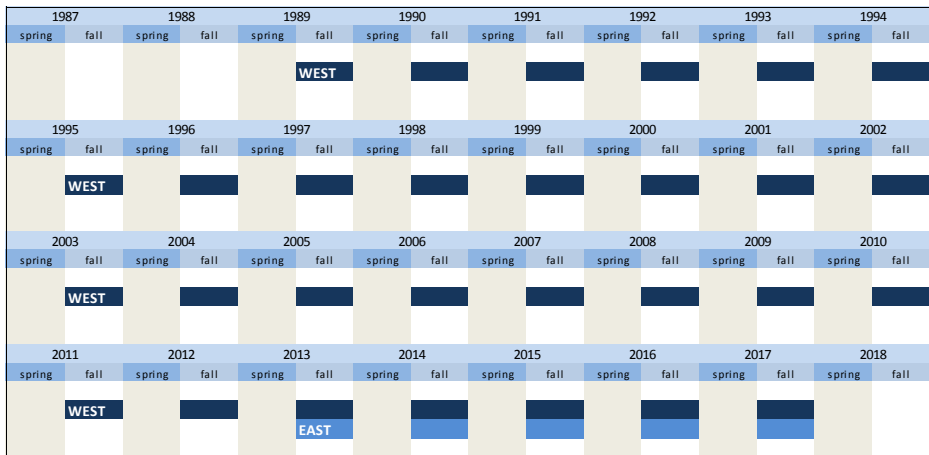 1987 1988 1989 1990 1991 1992 1993 1994
spring fall spring fall spring fall spring fall spring fall spring fall spring fall spring fall
WEST
1995 1996 1997 1998 1999 2000 2001 2002
spring fall spring fall spring fall spring fall spring fall spring fall spring fall spring fall
WEST
2003 2004 2005 2006 2007 2008 2009 2010
spring fall spring fall spring fall spring fall spring fall spring fall spring fall spring fall
WEST
2011 2012 2013 2014 2015 2016 2017 2018
spring fall spring fall spring fall spring fall spring fall spring fall spring fall spring fall
WEST
EAST